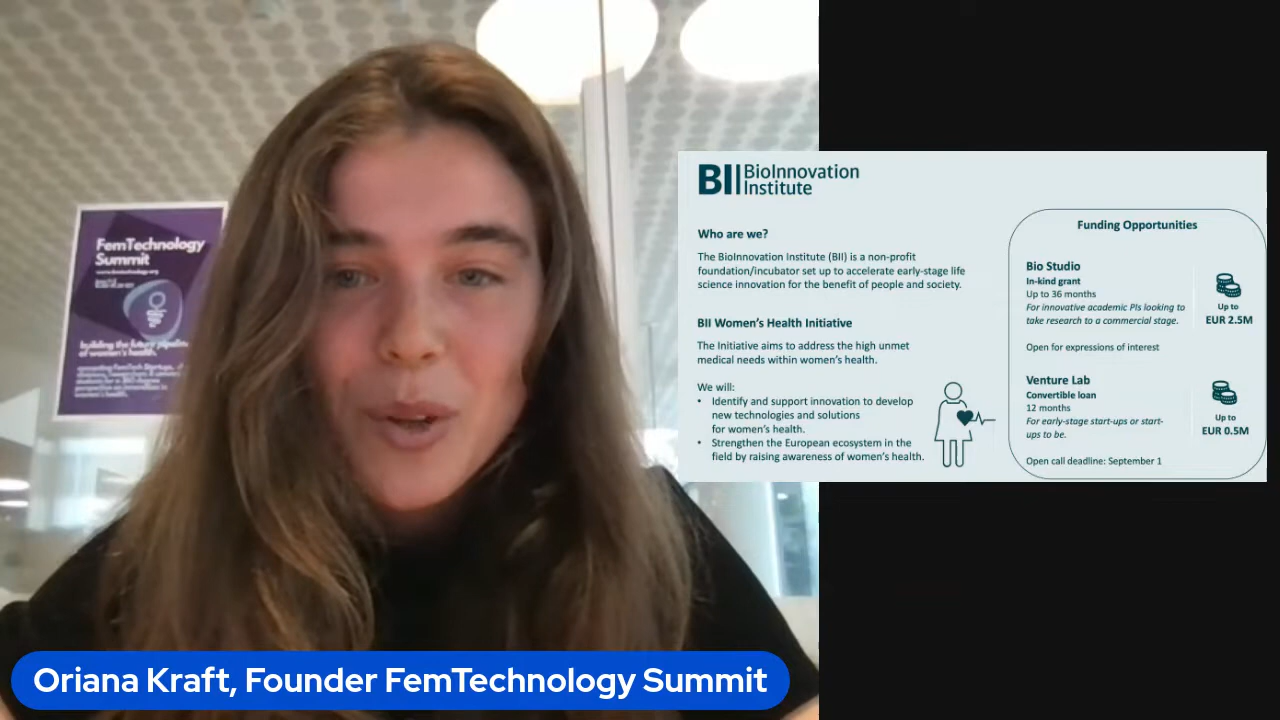 FemTechnology
Summit
building the future pipeline
of women's health.
BII BioInnovation
Institute
Who are we?
The BioInnovation Institute (BII) is a non-profit
foundation/incubator set up to accelerate early-stage life
science innovation for the benefit of people and society.
BII Women's Health Initiative
The Initiative aims to address the high unmet
medical needs within women's health.
We will:
• Identify and support innovation to develop
new technologies and solutions
for women's health.
• Strengthen the European ecosystem in the
field by raising awareness of women's health.
Funding Opportunities
Bio Studio
In-kind grant
Up to 36 months
For innovative academic PIs looking to
take research to a commercial stage.
Open for expressions of interest
Up to
EUR 2.5M
Venture Lab
Convertible loan
12 months
For early-stage start-ups or start-
ups to be.
Open call deadline: September 1
Up to
EUR 0.5M
Oriana Kraft, Founder FemTechnology Summit